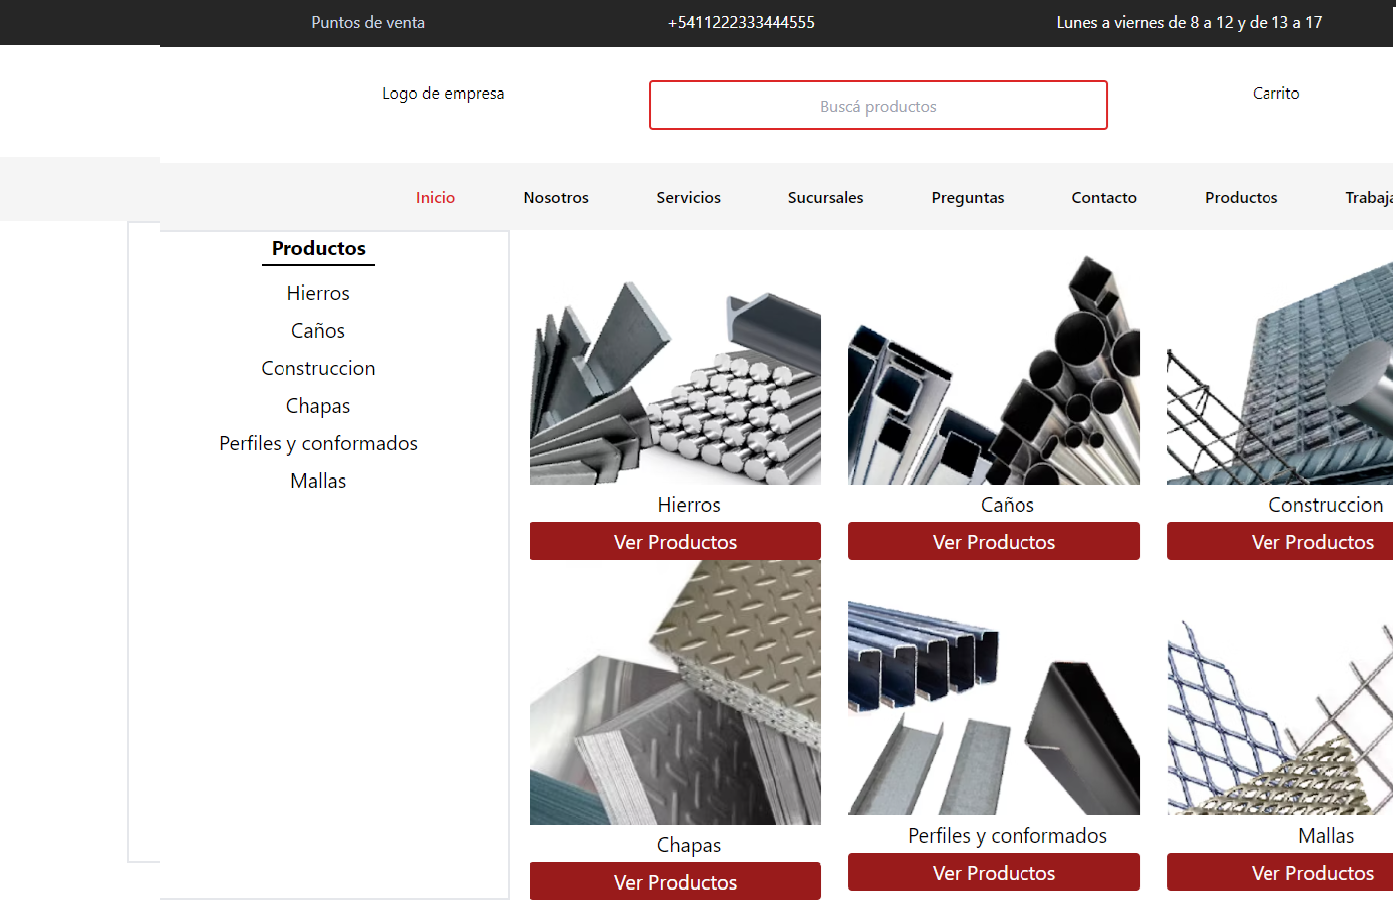 Puntos de venta
+5411222333444555
Lunes a viernes de 8 a 12 y de 13 a 17
Logo de empresa
Buscá productos
Carrito
Inicio
Nosotros
Servicios
Sucursales
Preguntas
Contacto
Productos
Trabaja
Productos
Hierros
Caños
Construccion
Chapas
Perfiles y conformados
Mallas
Hierros
Caños
Construccion
Ver Productos
Ver Productos
Ver Productos
Chapas
Perfiles y conformados
Mallas
Ver Productos
Ver Productos
Ver Productos